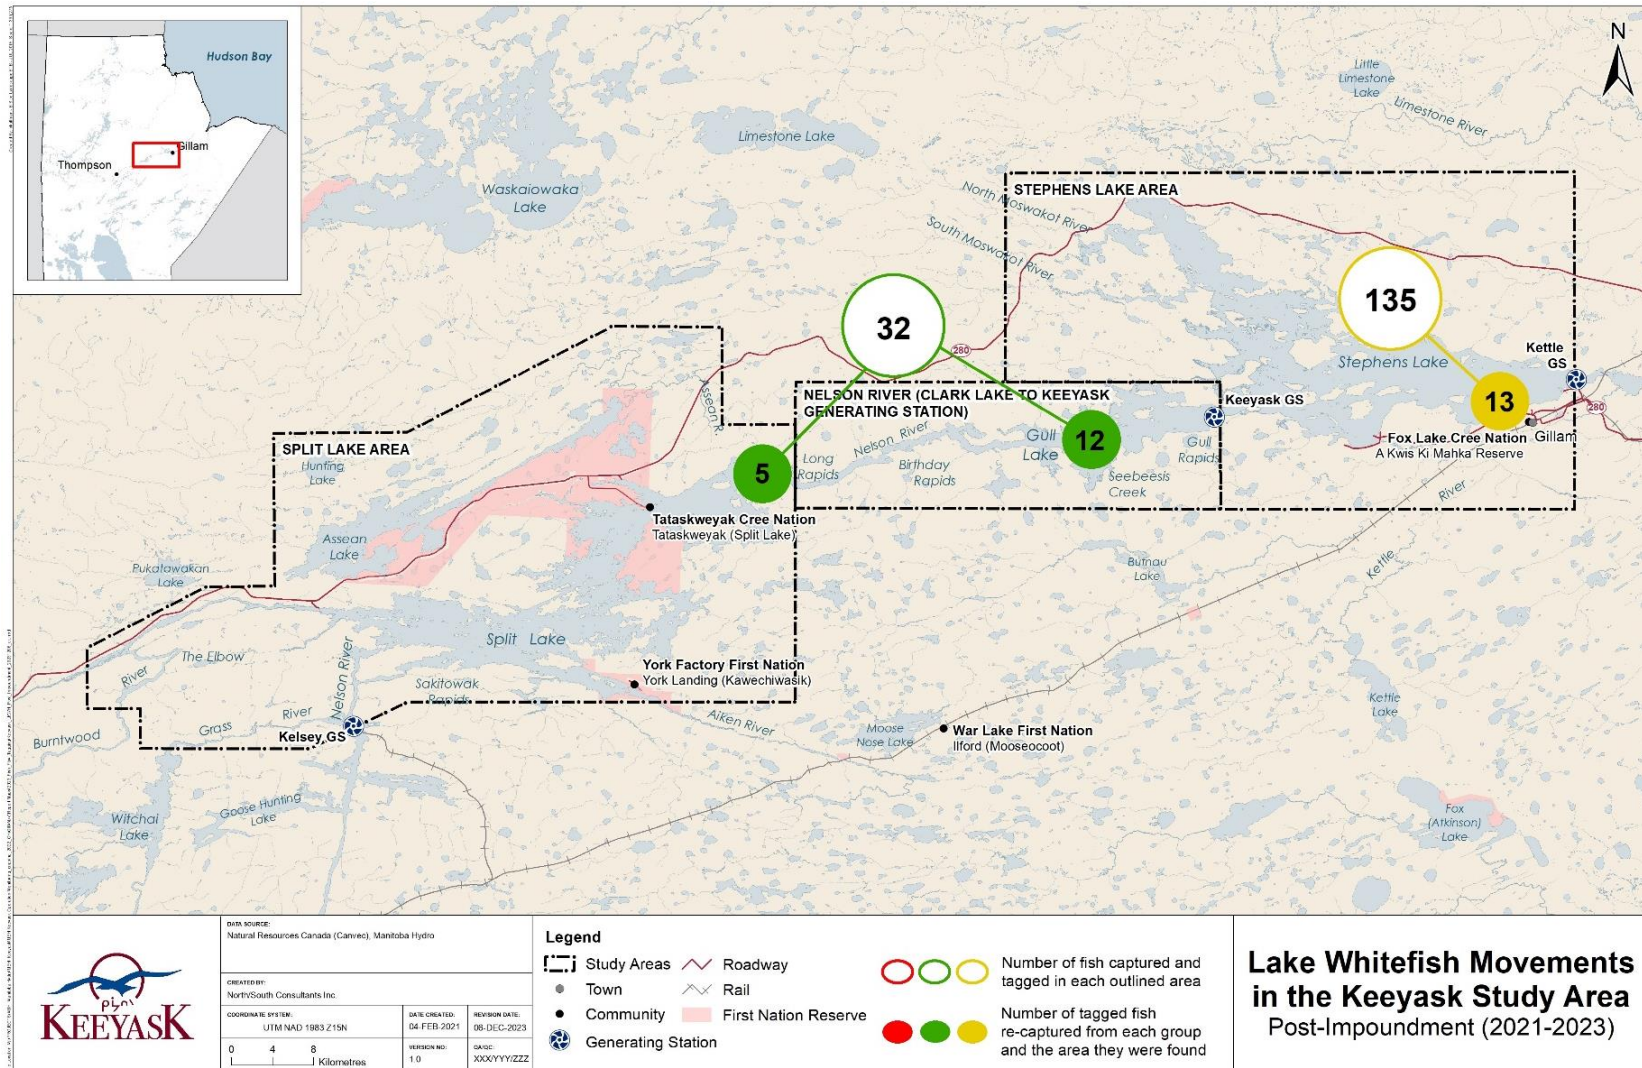 Hudson Bay
Gillam
Thompson
N
Little
Limestone
Lake
Limestone River
Limestone Lake
Waskaiowaka
Lake
North Moswakot River
South Moswakot River
STEPHENS LAKE AREA
135
32
280
Stephens Lake
Kettle
GS
NELSON RIVER (CLARK LAKE TO KEEYASK
GENERATING STATION)
Keeyask GS
13
280
Assean R.
SPLIT LAKE AREA
Hunting
Lake
5
Long
Rapids
Nelson River
Birthday
Rapids
Gull
Lake
12
Gull
Rapids
Seebeesis
Creek
Fox Lake Cree Nation
A Kwis Ki Mahka Reserve
Gillam
Kettle River
Tataskweyak Cree Nation
Tataskweyak (Split Lake)
Assean
Lake
Pukatawakan
Lake
Butnau
Lake
Split Lake
The Elbow
York Factory First Nation
York Landing (Kawechiwasik)
Sakitowak
Rapids
Nelson River
Burntwood River
Grass River
Kelsey GS
Aiken River
Moose
Nose Lake
War Lake First Nation
Ilford (Mooseocoot)
Kettle
Lake
Witchai
Lake
Goose Hunting
Lake
Fox
(Atkinson)
Lake
KEEYASK
DATA SOURCE:
Natural Resources Canada (Canvec), Manitoba Hydro
CREATED BY:
North/South Consultants Inc.
COORDINATE SYSTEM:
UTM NAD 1983 Z15N
DATE CREATED:
04-FEB-2021
REVISION DATE:
08-DEC-2023
0 4 8
Kilometres
VERSION NO:
1.0
QA/QC:
XXX/YYY/ZZZ
Legend
Study Areas
Town
Community
Generating Station
Roadway
Rail
First Nation Reserve
Number of fish captured and
tagged in each outlined area
Number of tagged fish
re-captured from each group
and the area they were found
Lake Whitefish Movements
in the Keeyask Study Area
Post-Impoundment (2021-2023)